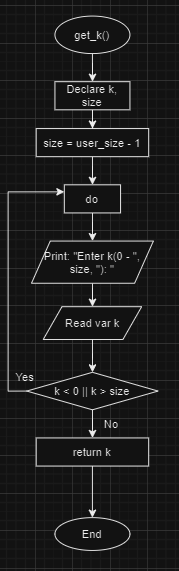 get_k()
Declare k,
size
size = user_size - 1
do
Print: "Enter k(0 - ",
size, "): "
Read var k
Yes
k < 0 || k > size
No
return k
End